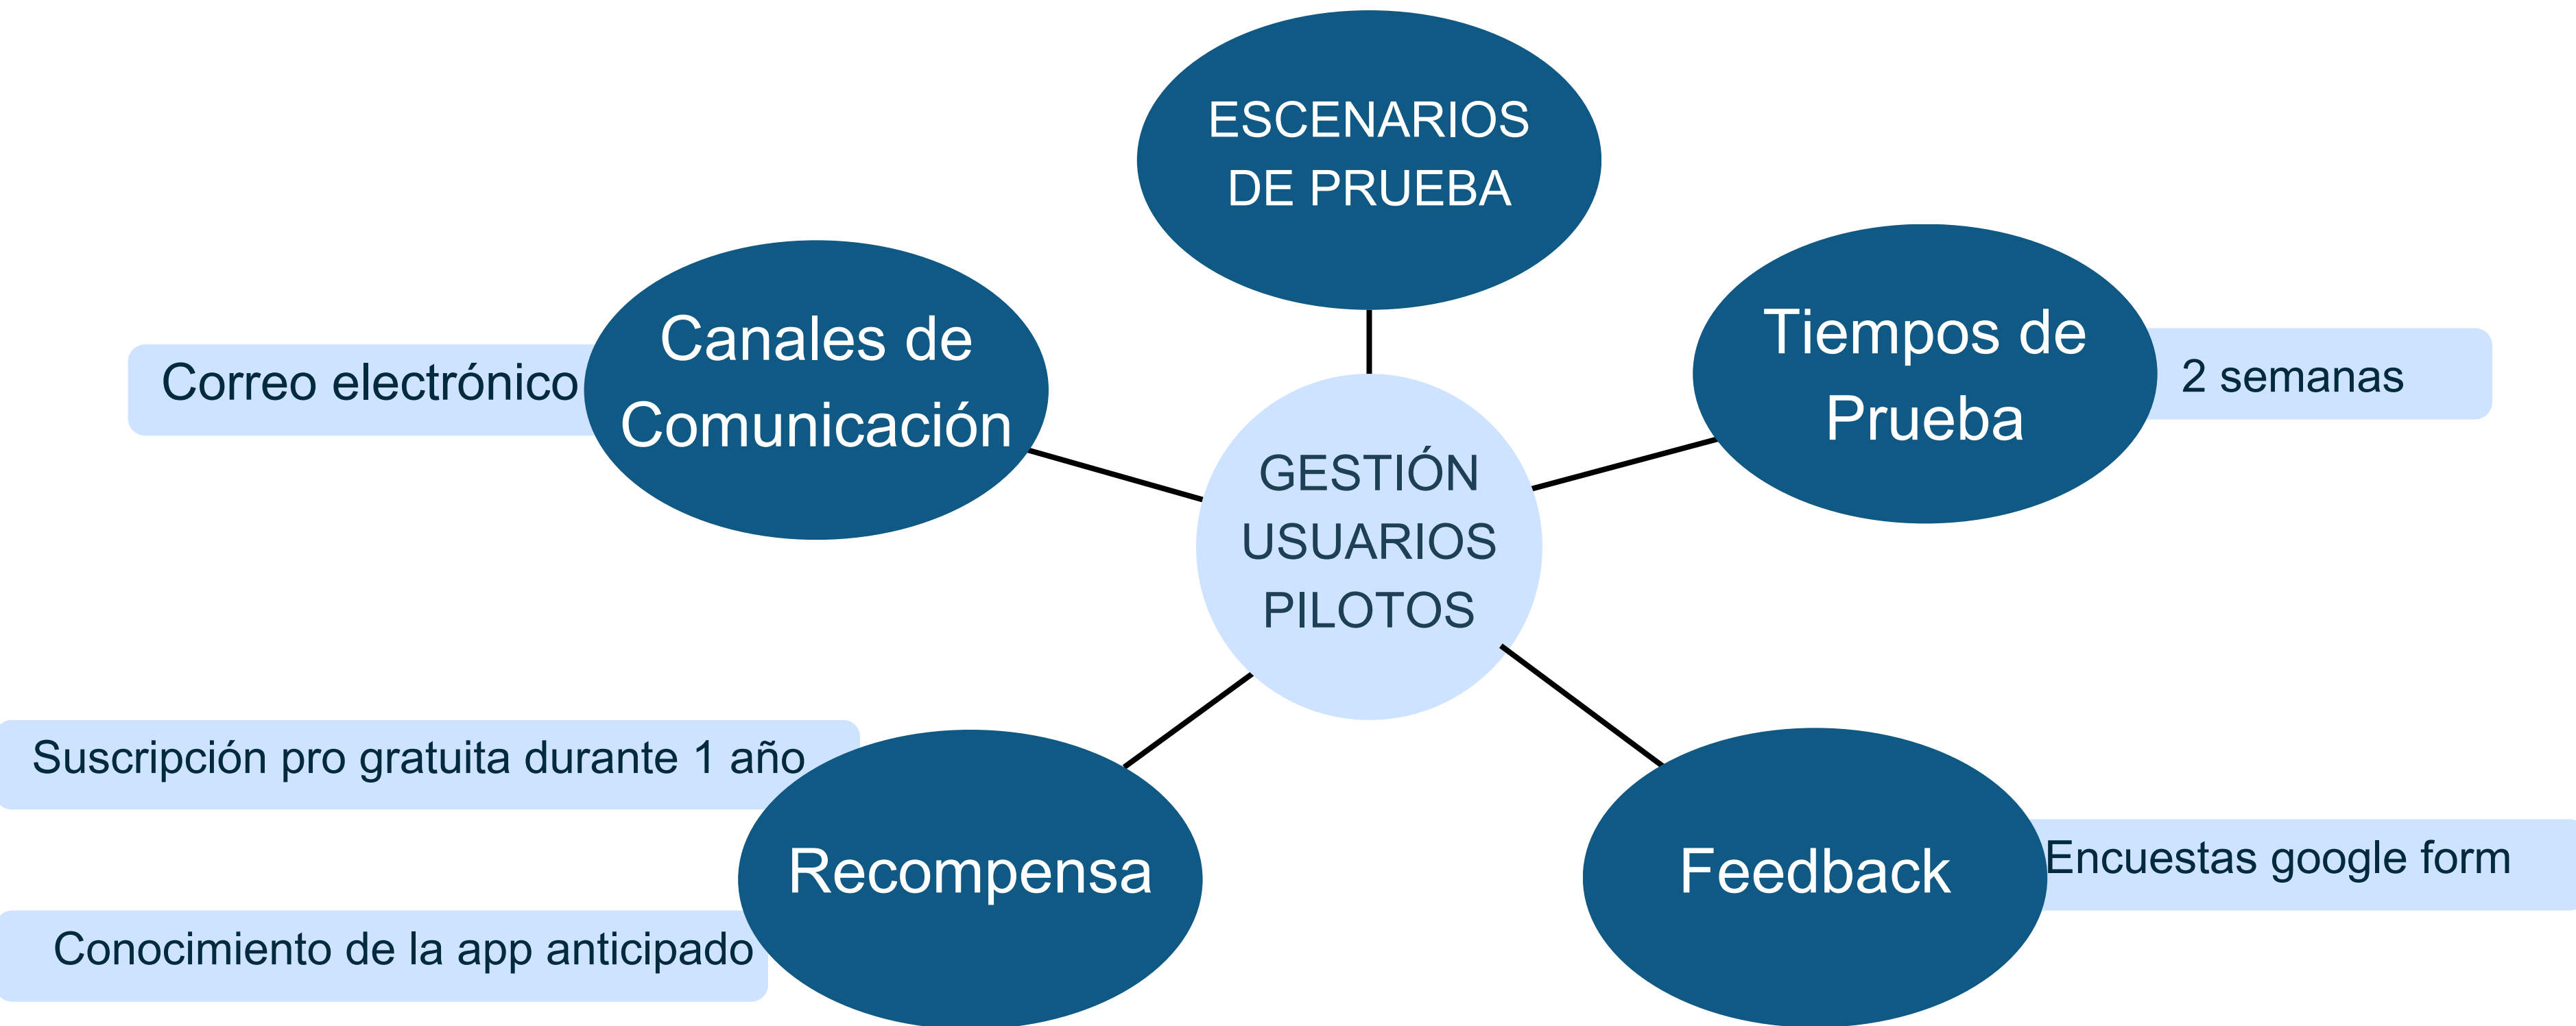 ESCENARIOS
DE PRUEBA
Canales de
Comunicación
Correo electrónico
Tiempos de
Prueba
2 semanas
GESTIÓN
USUARIOS
PILOTOS
Suscripción pro gratuita durante 1 año
Recompensa
Conocimiento de la app anticipado
Feedback
Encuestas google form